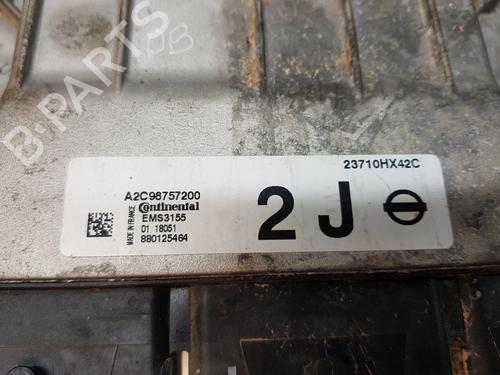 B-PARTS
23710HX42C
A2C98757200
Continental
EMS3155
01 18051
880125464
MADE IN FRANCE
2 J